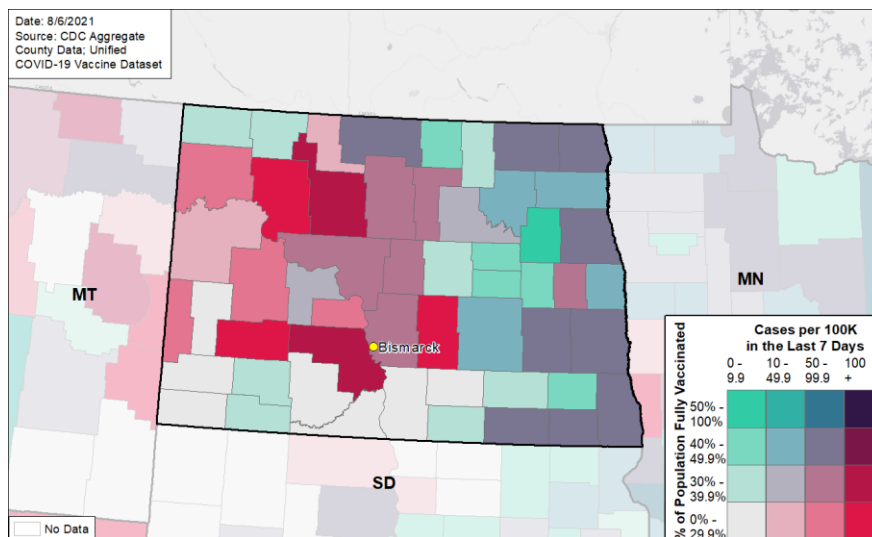 Date: 8/6/2021
Source: CDC Aggregate
County Data; Unified
COVID-19 Vaccine Dataset
MT
MN
Bismarck
SD
No Data
Cases per 100K
in the Last 7 Days
0 - 10 - 50 - 100
9.9 49.9 99.9 +
% of Population Fully Vaccinated
50% -
100%
40% -
49.9%
30% -
39.9%
0% -
29.9%